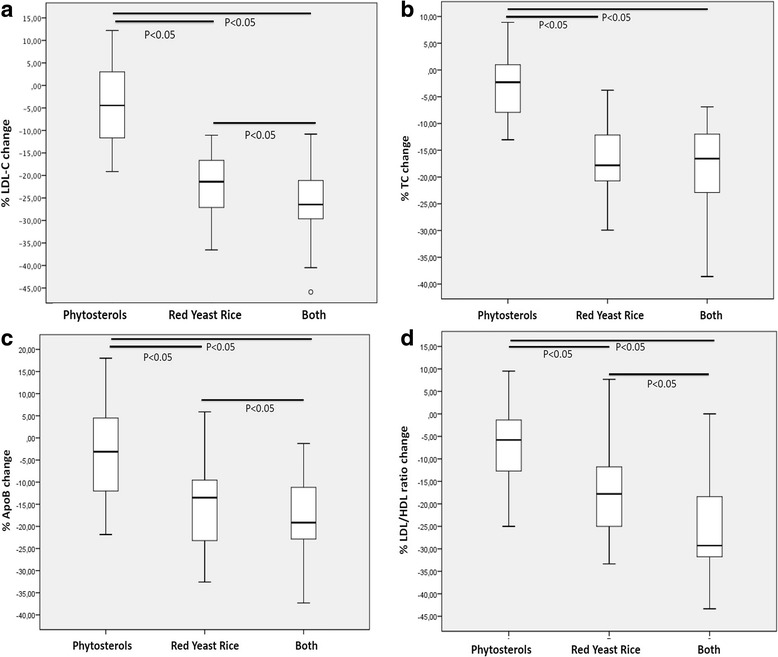 a
15,00
10,00
5,00
,00
-5,00
-10,00
-15,00
-20,00
-25,00
-30,00
-35,00
-40,00
-45,00
% LDL-C change
P<0.05
P<0.05
P<0.05
Phytosterols Red Yeast Rice Both
b
10,00
5,00
,00
-5,00
-10,00
-15,00
-20,00
-25,00
-30,00
-35,00
-40,00
% TC change
P<0.05
P<0.05
Phytosterols Red Yeast Rice Both
c
20,00
15,00
10,00
5,00
,00
-5,00
-10,00
-15,00
-20,00
-25,00
-30,00
-35,00
-40,00
% ApoB change
P<0.05
P<0.05
P<0.05
Phytosterols Red Yeast Rice Both
d
15,00
10,00
5,00
,00
-5,00
-10,00
-15,00
-20,00
-25,00
-30,00
-35,00
-40,00
-45,00
% LDL/HDL ratio change
P<0.05
P<0.05
P<0.05
Phytosterols Red Yeast Rice Both